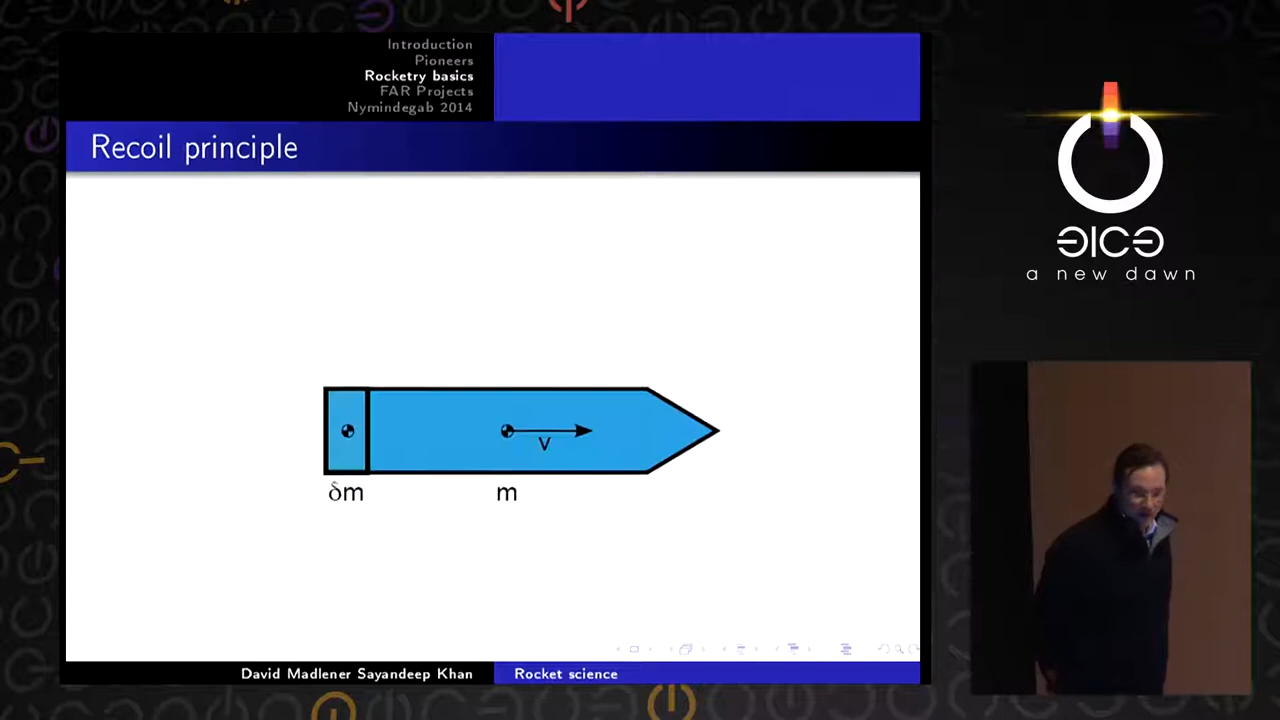 Introduction
Pioneers
Rocketry basics
FAR Projects
Nymindegab 2014
Recoil principle
v
δm
m
David Madlener Sayandeep Khan
Rocket science
31C3
a new dawn